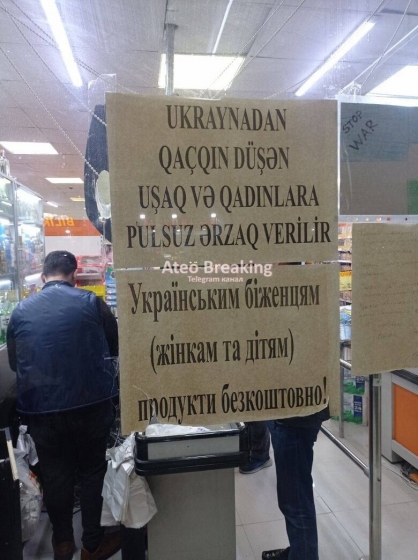 UKRAYNADAN
QAÇQIN DÜŞƏN
UŞAQ VƏ QADINLARA
PULSUZ ƏRZAQ VERİLİR
STOP
WAR
Ateo Breaking
Telegram канал
Українським біженцям
(жінкам та дітям)
продукти безкоштовно!